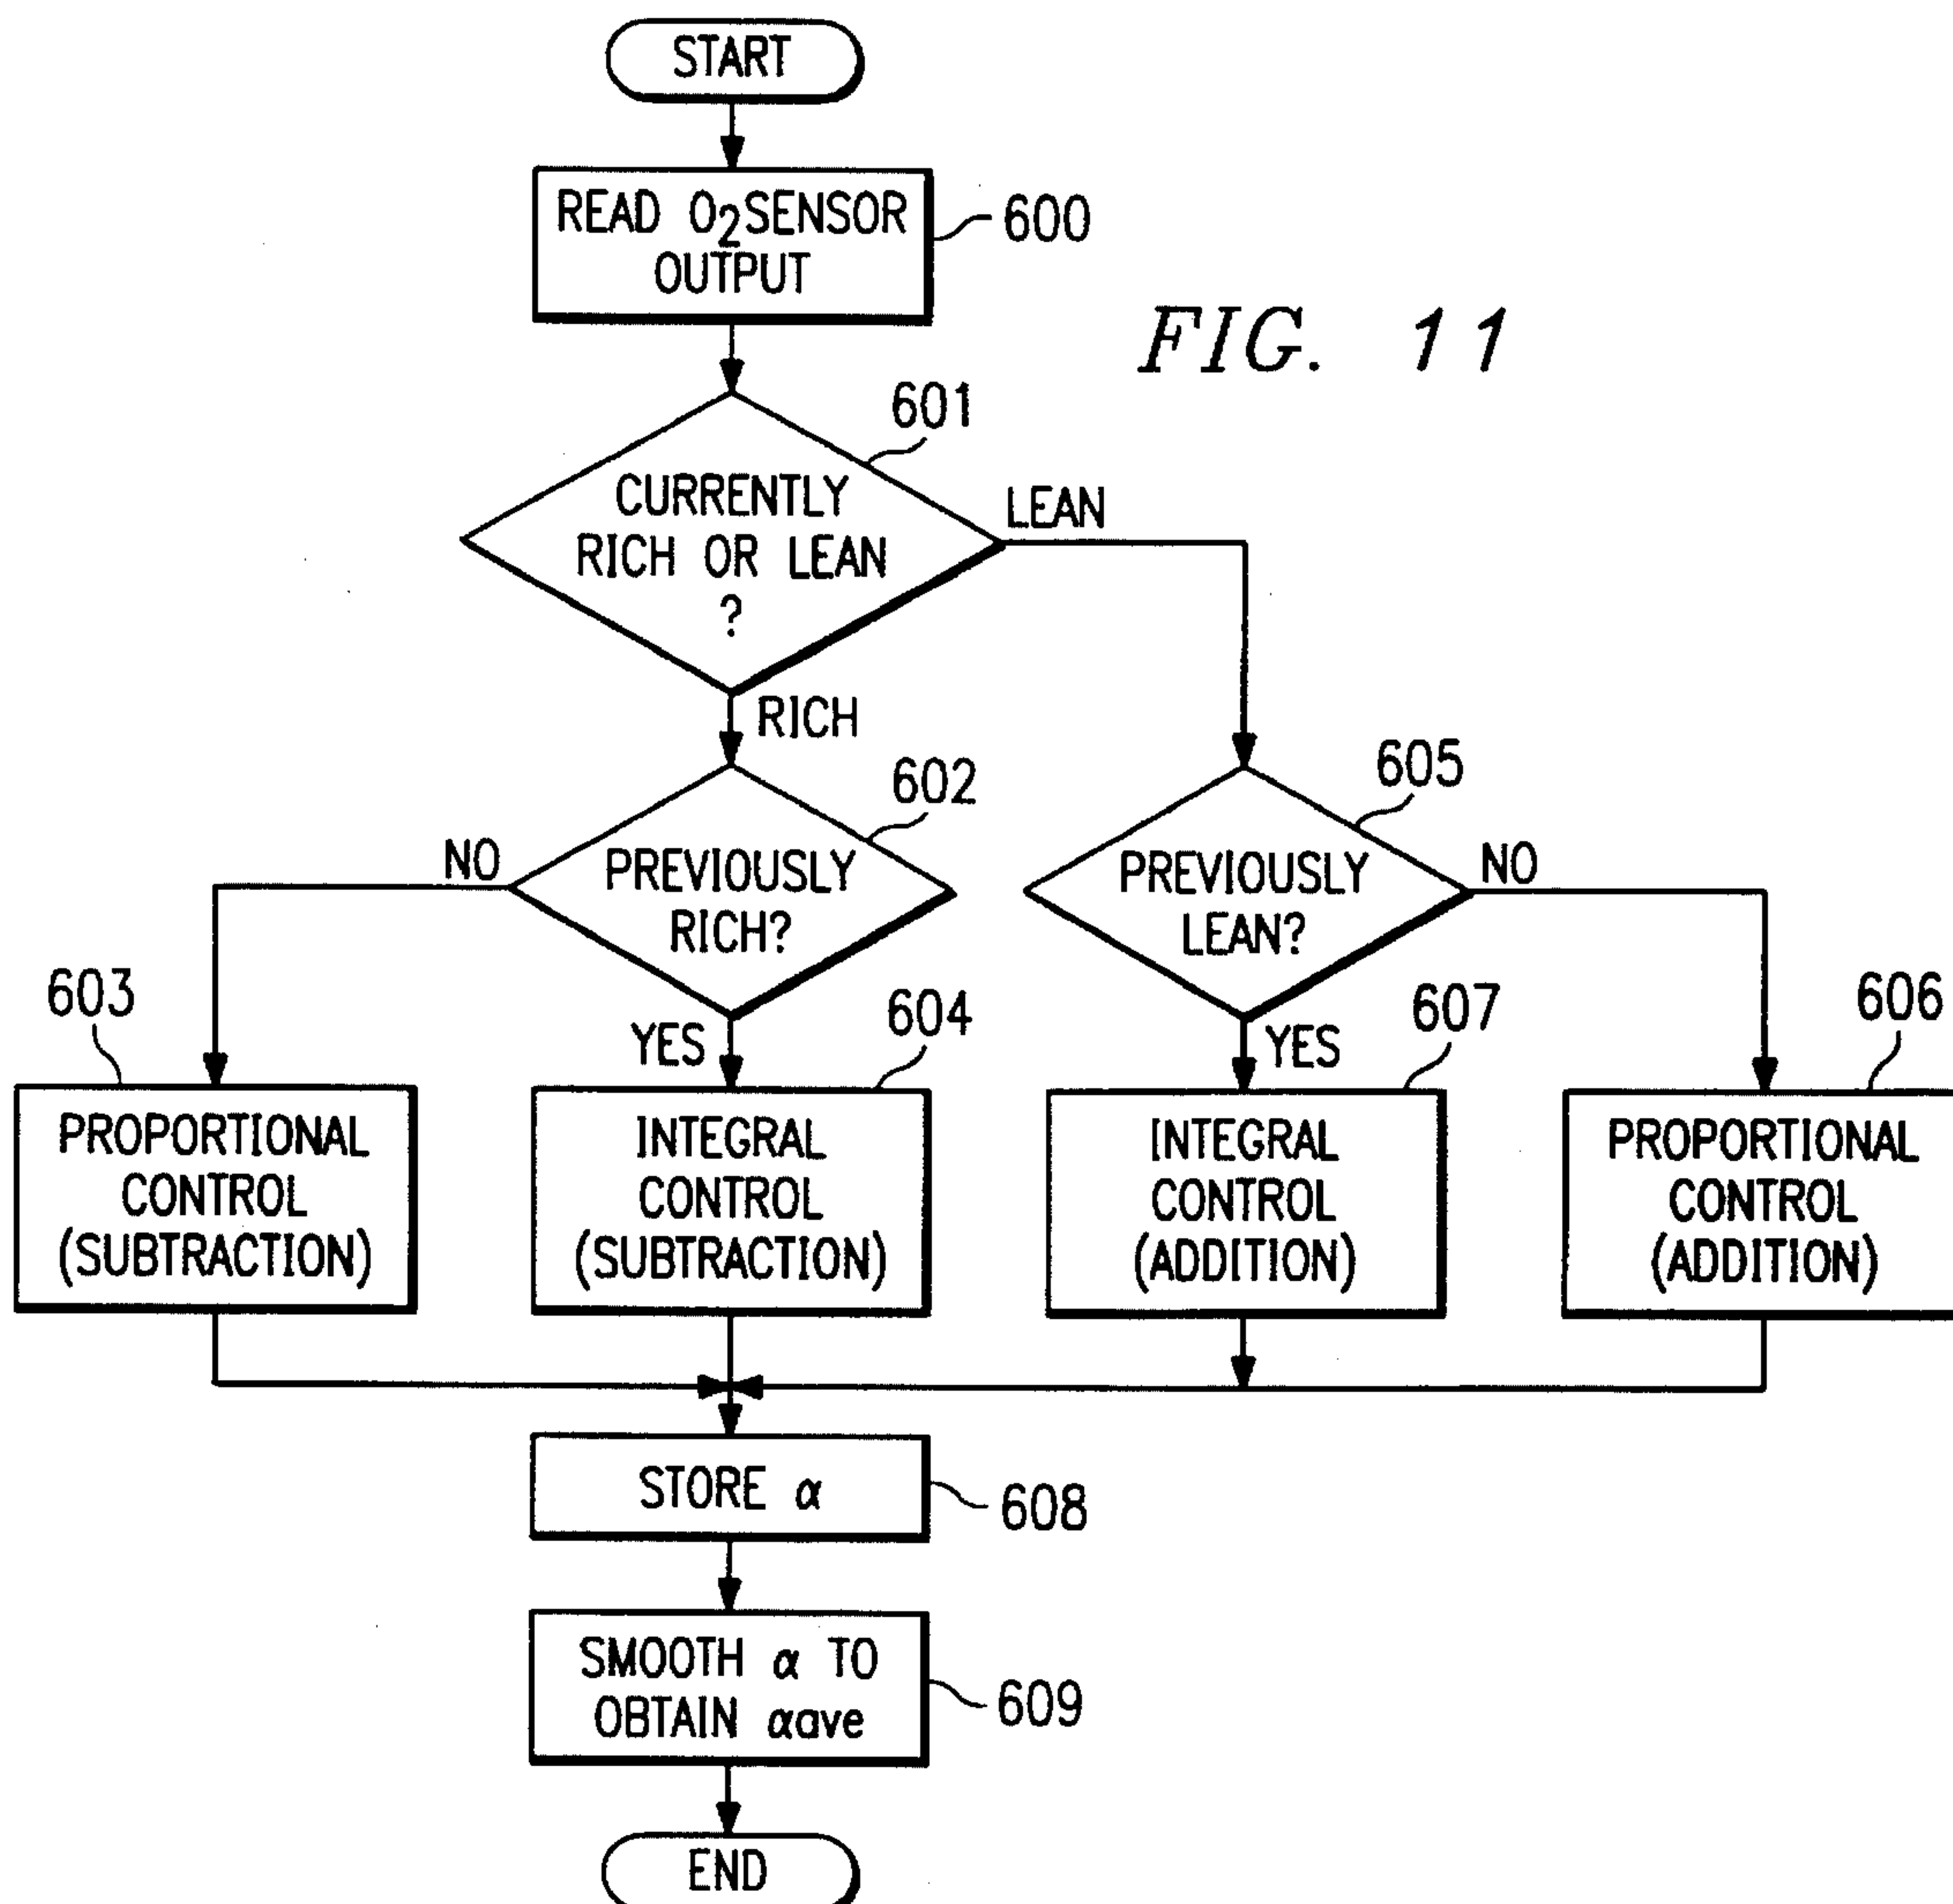 START
READ O2 SENSOR
OUTPUT
600
FIG. 11
601
CURRENTLY
RICH OR LEAN
?
LEAN
RICH
602
605
NO
PREVIOUSLY
RICH?
PREVIOUSLY
LEAN?
NO
603
YES
604
YES
607
606
PROPORTIONAL
CONTROL
(SUBTRACTION)
INTEGRAL
CONTROL
(SUBTRACTION)
INTEGRAL
CONTROL
(ADDITION)
PROPORTIONAL
CONTROL
(ADDITION)
STORE α
608
SMOOTH α TO
OBTAIN αave
609
END